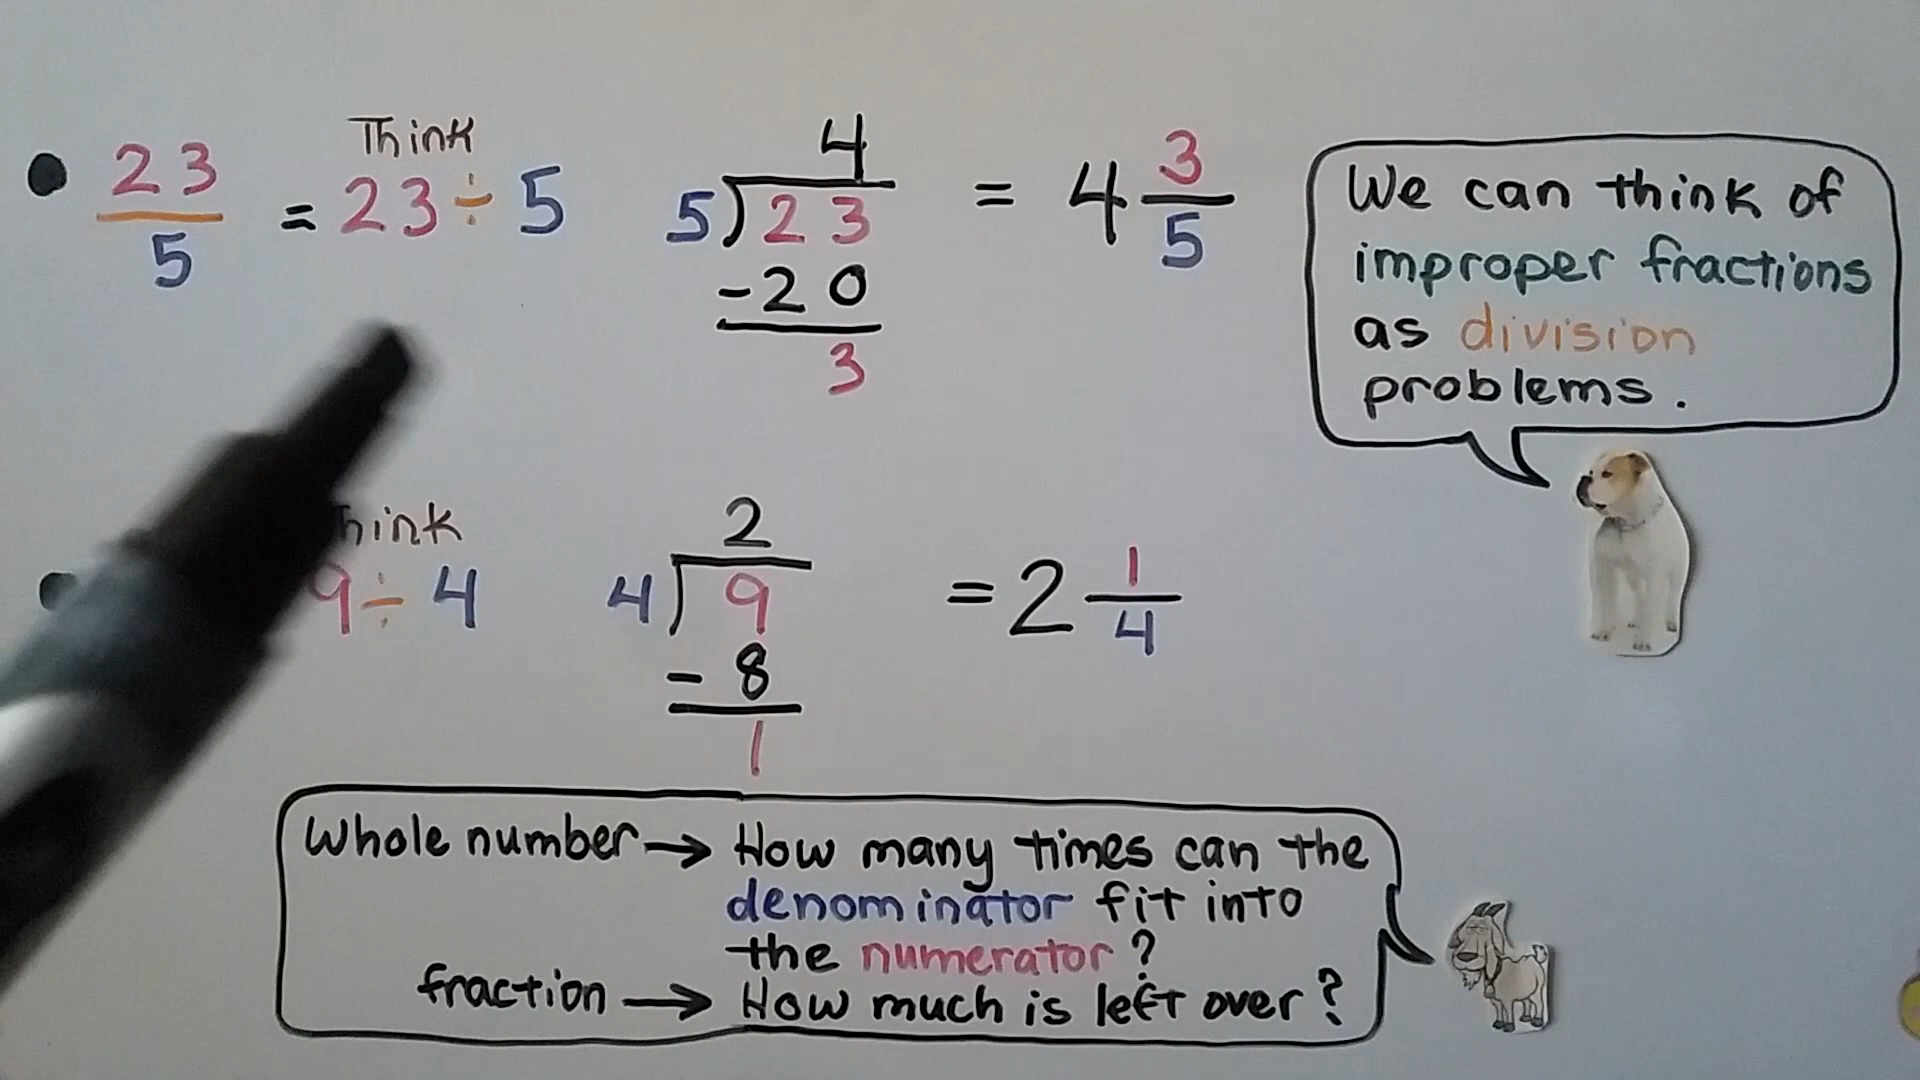 Think
23/5 = 23 ÷ 5
4
5)23
-20
3
= 4 3/5
We can think of
improper fractions
as division
problems.
9 ÷ 4
2
4)9
-8
1
= 2 1/4
Whole number → How many times can the
denominator fit into
the numerator?
fraction → How much is left over?